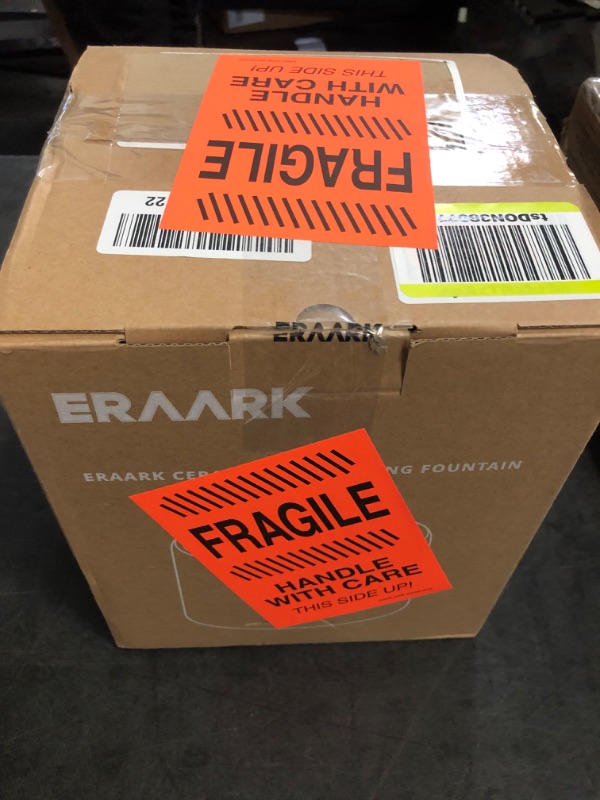 FRAGILE
HANDLE
WITH CARE
THIS SIDE UP!
22
ERAARK
ERAARK
ERAARK FOUNTAIN
FRAGILE
HANDLE
WITH CARE
THIS SIDE UP!